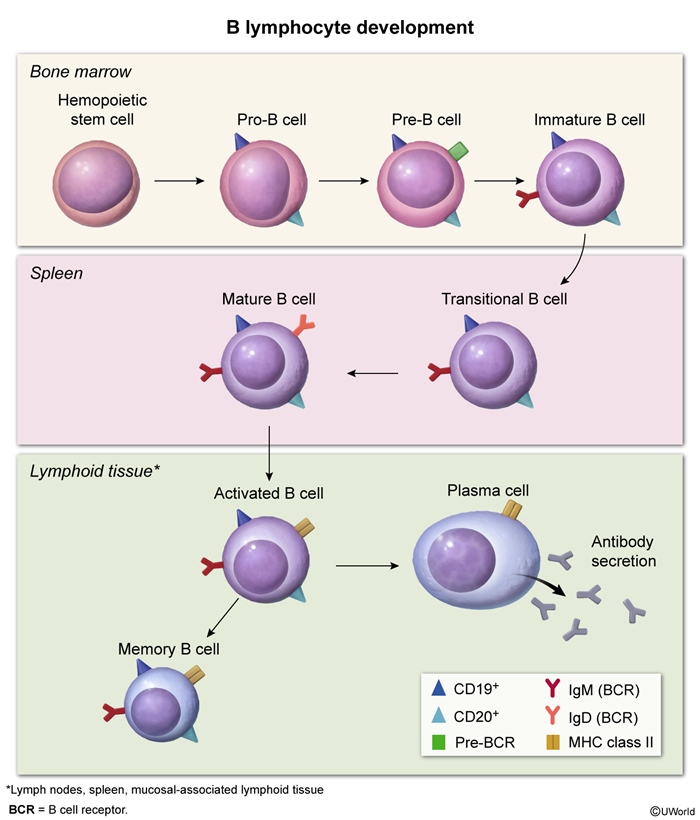 B lymphocyte development
Bone marrow
Hemopoietic
stem cell
Pro-B cell
Pre-B cell
Immature B cell
Spleen
Mature B cell
Transitional B cell
Lymphoid tissue*
Activated B cell
Plasma cell
Antibody
secretion
Memory B cell
CD19⁺
IgM (BCR)
CD20⁺
IgD (BCR)
Pre-BCR
MHC class II
*Lymph nodes, spleen, mucosal-associated lymphoid tissue
BCR = B cell receptor.
©UWorld